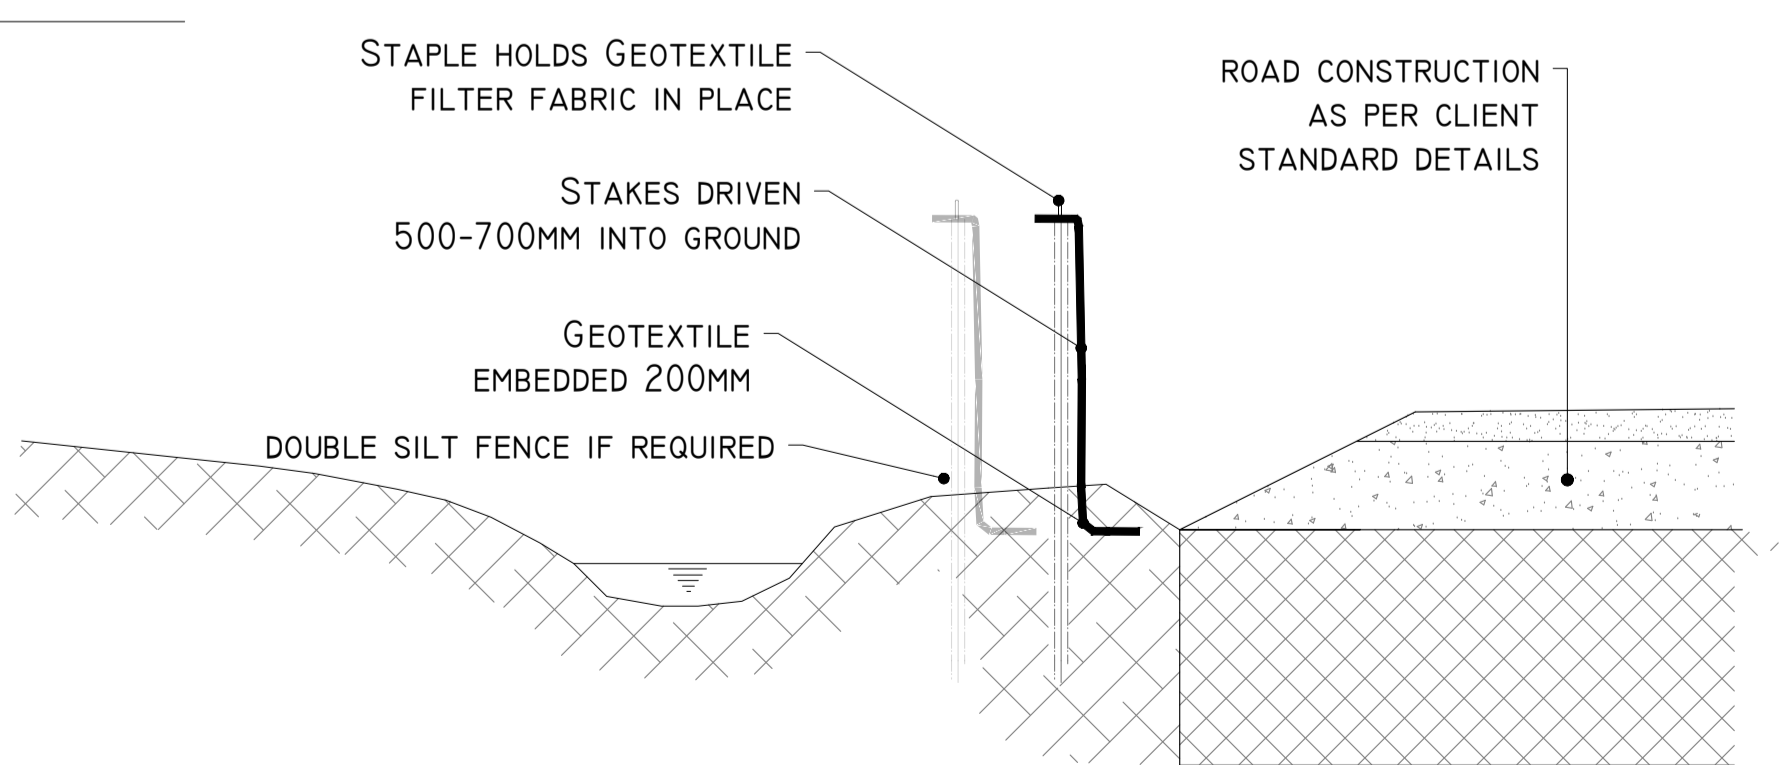 STAPLE HOLDS GEOTEXTILE
FILTER FABRIC IN PLACE
ROAD CONSTRUCTION
AS PER CLIENT
STANDARD DETAILS
STAKES DRIVEN
500-700MM INTO GROUND
GEOTEXTILE
EMBEDDED 200MM
DOUBLE SILT FENCE IF REQUIRED